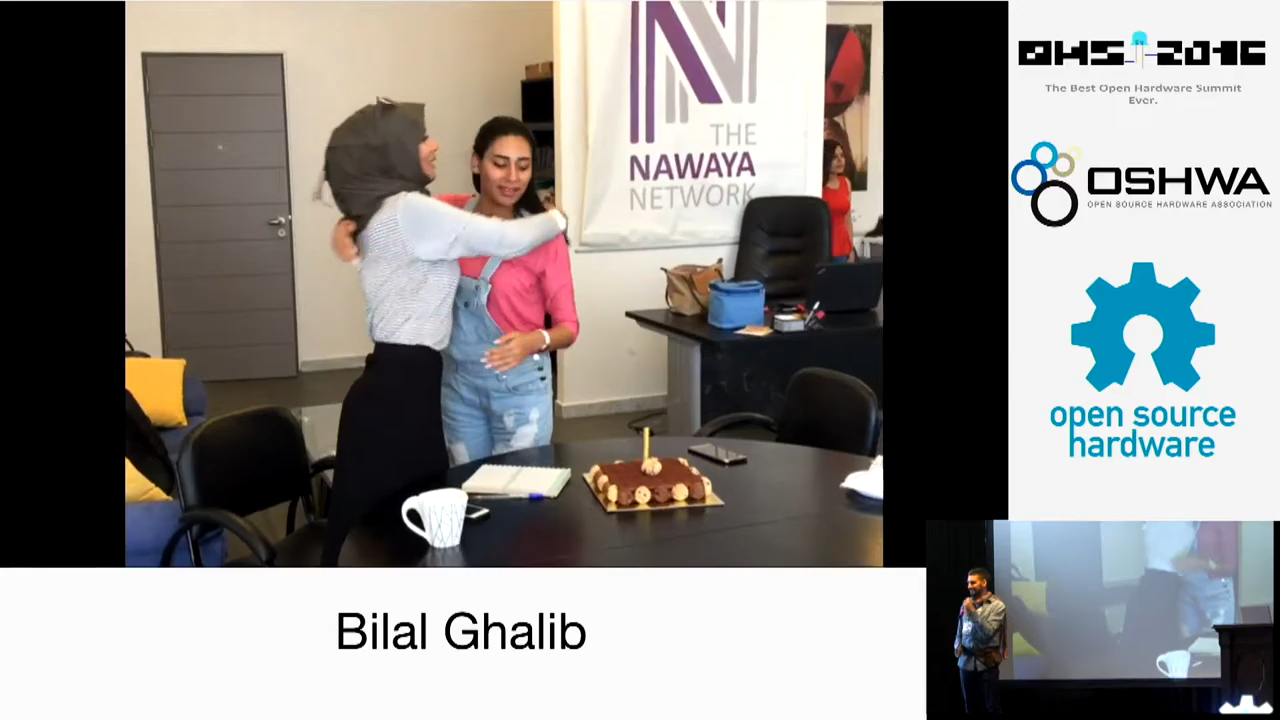 THE
NAWAYA
NETWORK
OHS 2016
The Best Open Hardware Summit
Ever.
OSHWA
OPEN SOURCE HARDWARE ASSOCIATION
open source
hardware
Bilal Ghalib